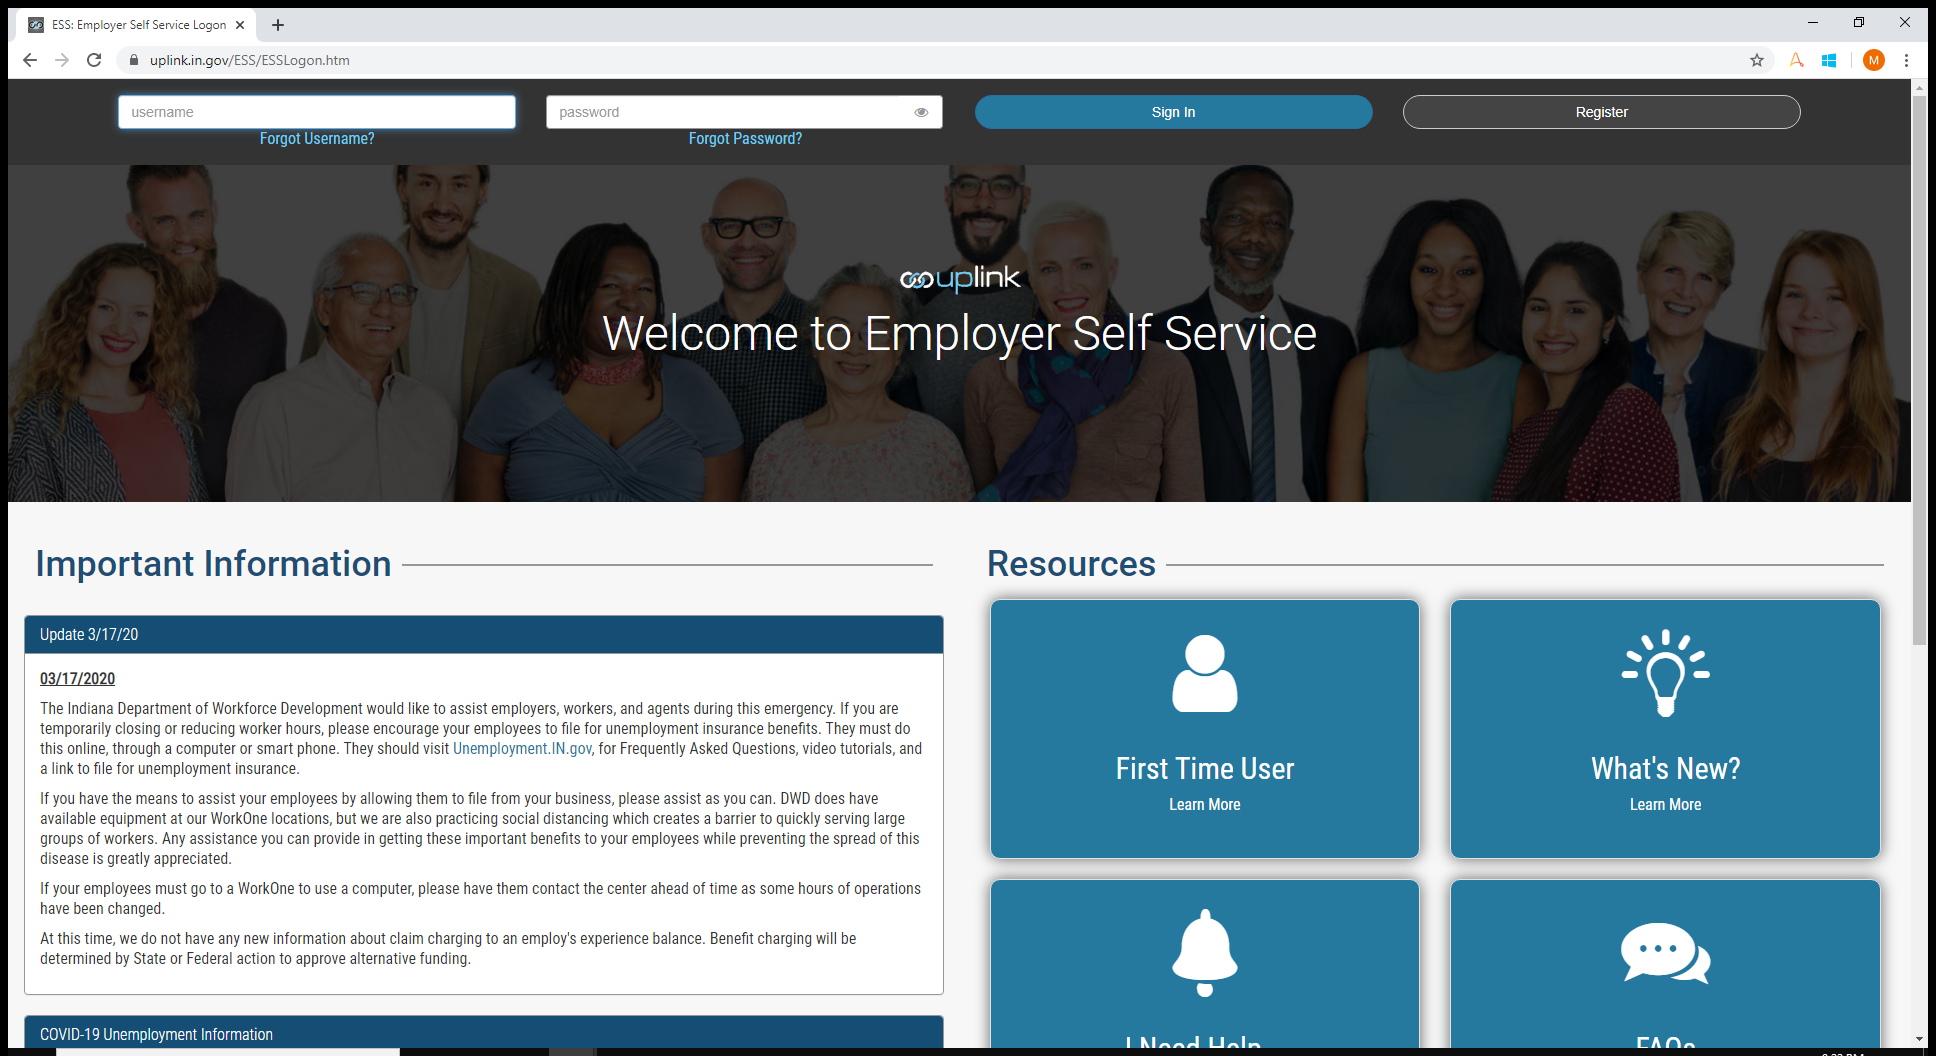 ESS: Employer Self Service Logon
uplink.in.gov/ESS/ESSLogon.htm
M
username
password
Sign In
Register
Forgot Username?
Forgot Password?
uplink
Welcome to Employer Self Service
Important Information
Resources
Update 3/17/20
03/17/2020
The Indiana Department of Workforce Development would like to assist employers, workers, and agents during this emergency. If you are
temporarily closing or reducing worker hours, please encourage your employees to file for unemployment insurance benefits. They must do
this online, through a computer or smart phone. They should visit Unemployment.IN.gov, for Frequently Asked Questions, video tutorials, and
a link to file for unemployment insurance.
If you have the means to assist your employees by allowing them to file from your business, please assist as you can. DWD does have
available equipment at our WorkOne locations, but we are also practicing social distancing which creates a barrier to quickly serving large
groups of workers. Any assistance you can provide in getting these important benefits to your employees while preventing the spread of this
disease is greatly appreciated.
If your employees must go to a WorkOne to use a computer, please have them contact the center ahead of time as some hours of operations
have been changed.
At this time, we do not have any new information about claim charging to an employ's experience balance. Benefit charging will be
determined by State or Federal action to approve alternative funding.
COVID-19 Unemployment Information
First Time User
Learn More
What's New?
Learn More
I Need Help
FAQs